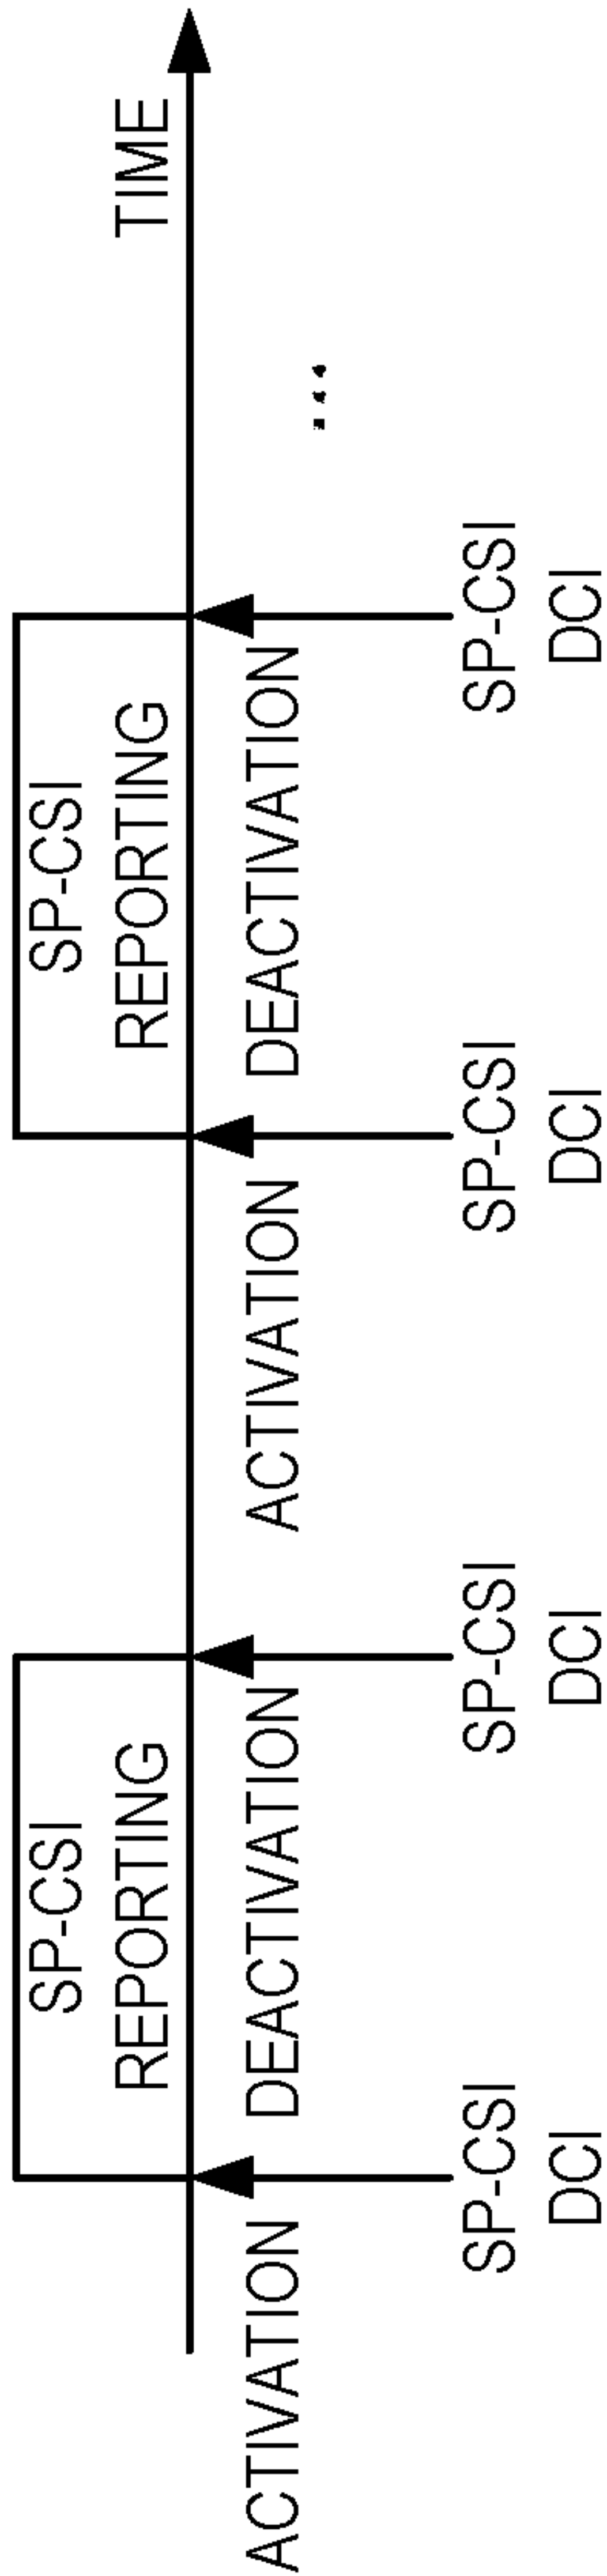 SP-CSI
REPORTING
SP-CSI
REPORTING
TIME
ACTIVATION
DEACTIVATION
ACTIVATION
DEACTIVATION
...
SP-CSI
DCI
SP-CSI
DCI
SP-CSI
DCI
SP-CSI
DCI